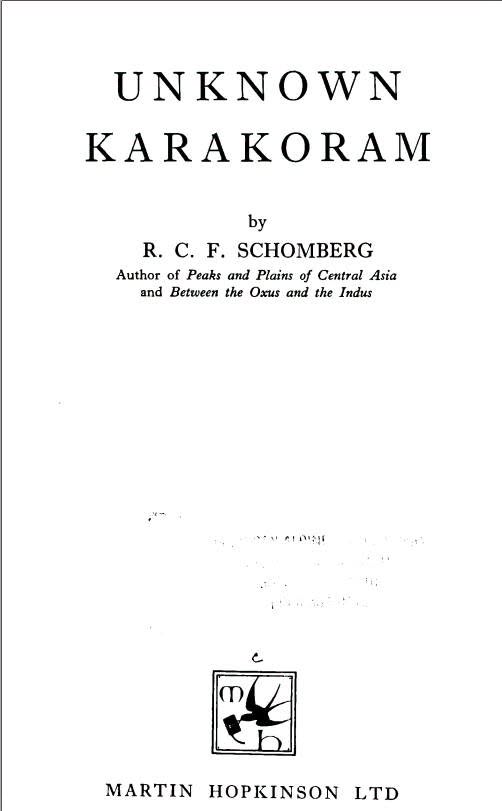 UNKNOWN
KARAKORAM
by
R. C. F. SCHOMBERG
Author of Peaks and Plains of Central Asia
and Between the Oxus and the Indus
m
h
MARTIN HOPKINSON LTD